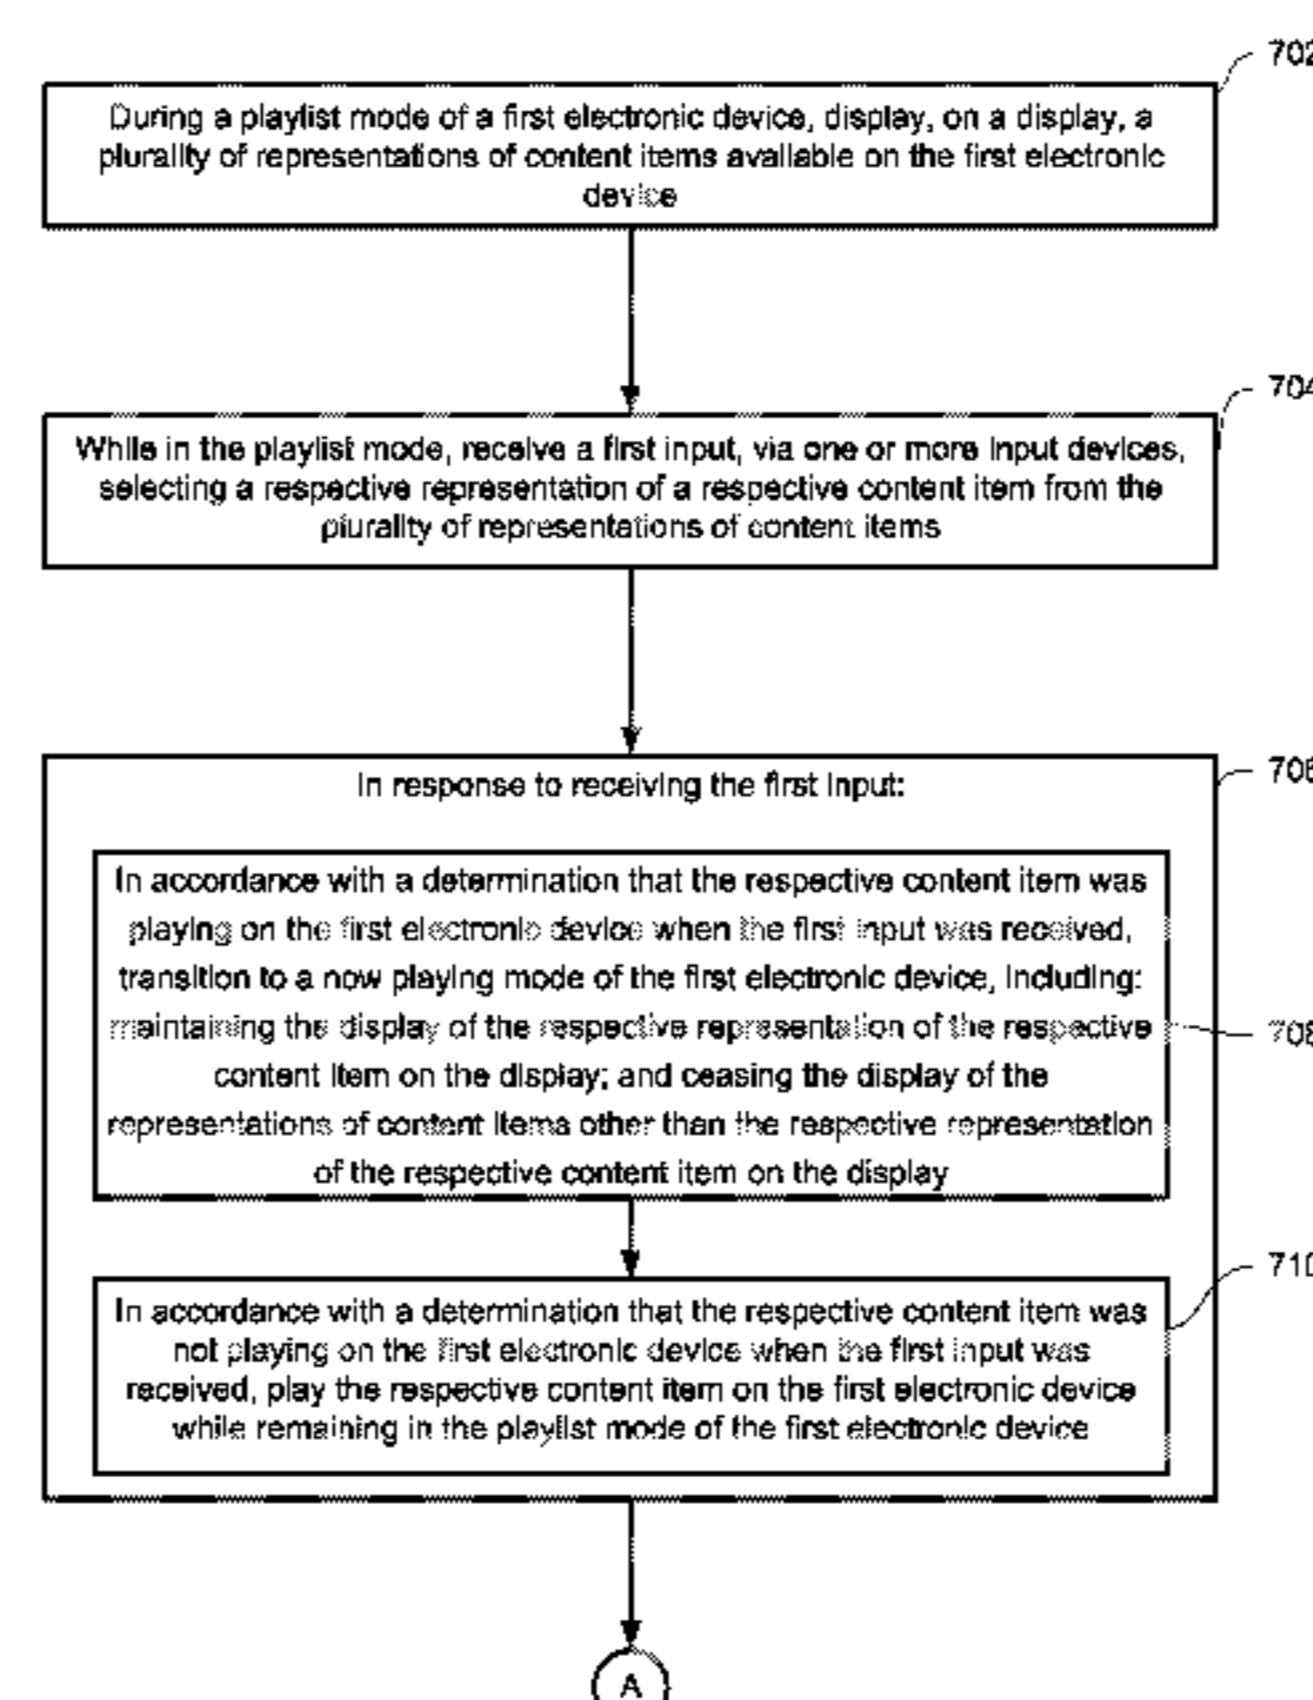 702
During a playlist mode of a first electronic device, display, on a display, a
plurality of representations of content items available on the first electronic
device
704
While in the playlist mode, receive a first input, via one or more input devices,
selecting a respective representation of a respective content item from the
plurality of representations of content items
706
In response to receiving the first input:
In accordance with a determination that the respective content item was
playing on the first electronic device when the first input was received,
transition to a now playing mode of the first electronic device, including:
maintaining the display of the respective representation of the respective
content item on the display; and ceasing the display of the
representations of content items other than the respective representation
of the respective content item on the display
708
710
In accordance with a determination that the respective content item was
not playing on the first electronic device when the first input was
received, play the respective content item on the first electronic device
while remaining in the playlist mode of the first electronic device
A